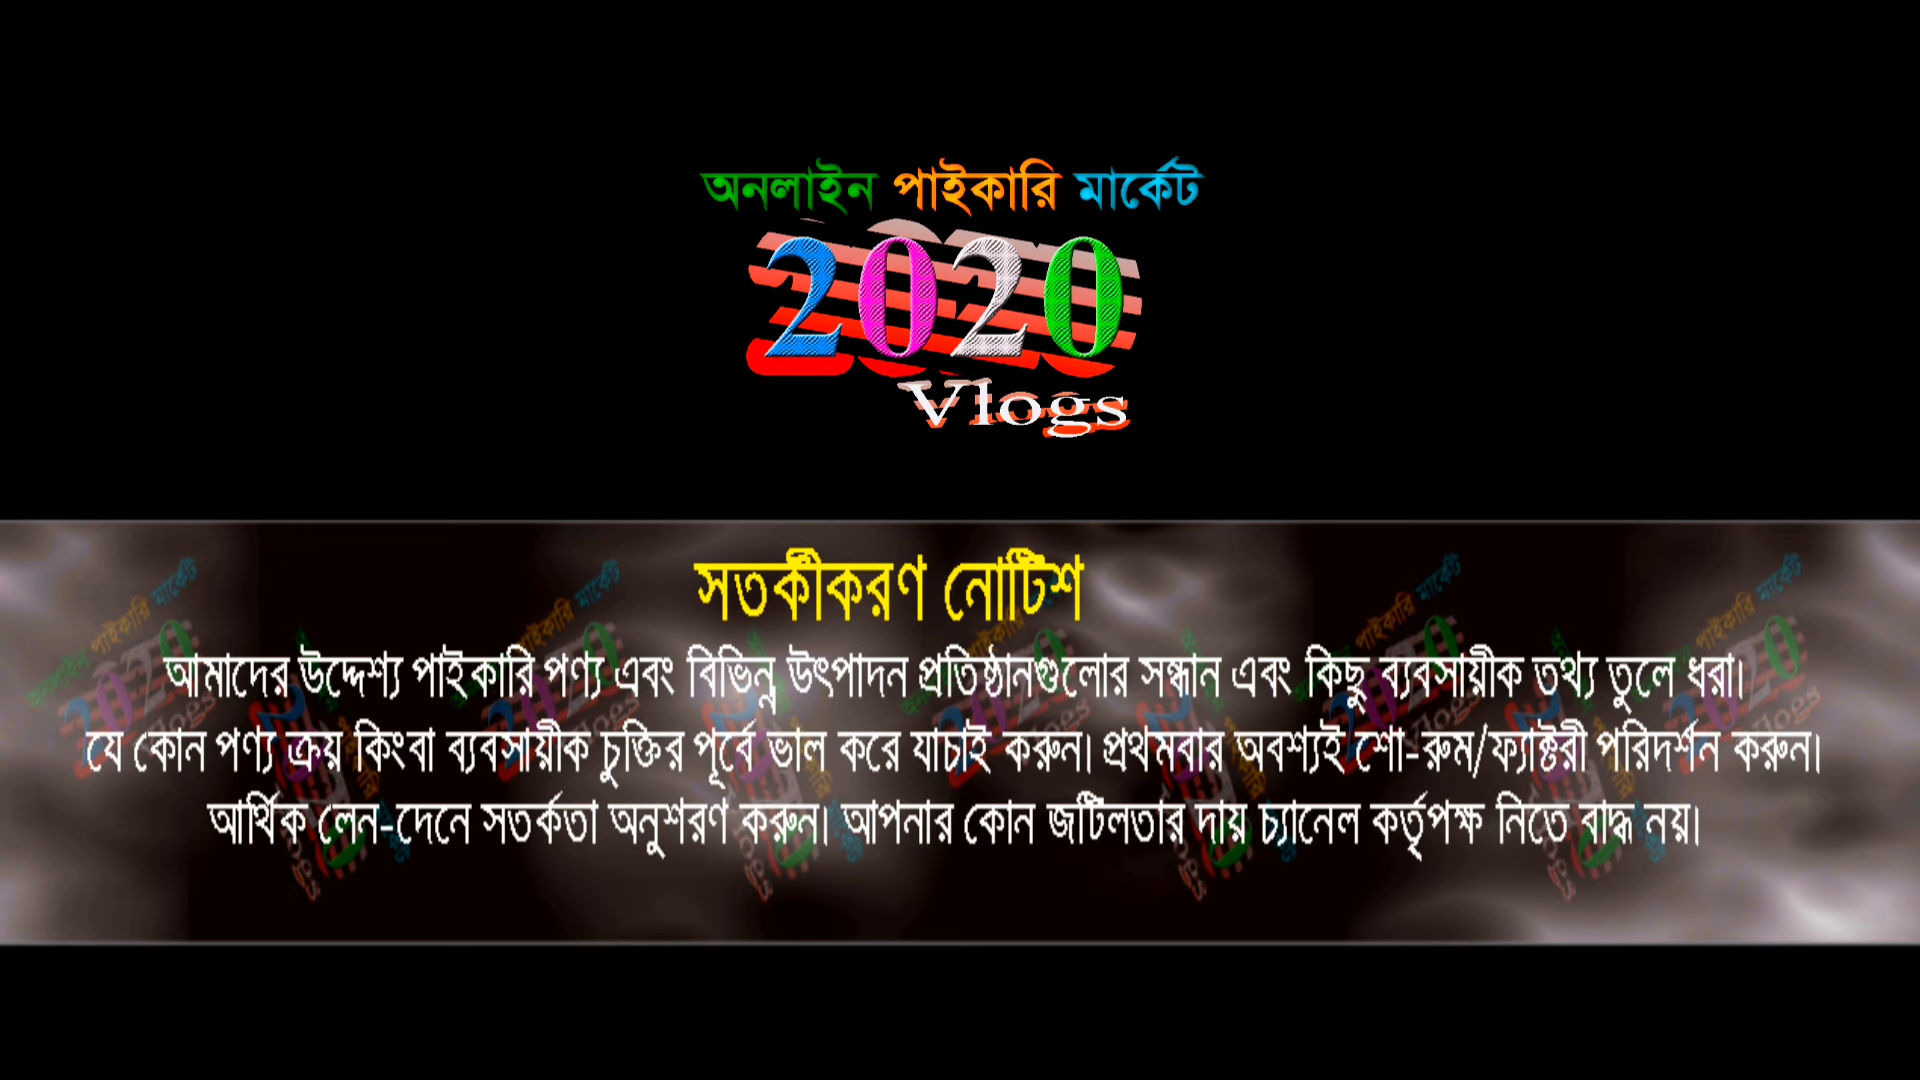 অনলাইন পাইকারি মার্কেট
2020
Vlogs
সতর্কীকরণ নোটিশ
আমাদের উদ্দেশ্য পাইকারি পণ্য এবং বিভিন্ন উৎপাদন প্রতিষ্ঠানগুলোর সন্ধান এবং কিছু ব্যবসায়ীক তথ্য তুলে ধরা।
যে কোন পণ্য ক্রয় কিংবা ব্যবসায়ীক চুক্তির পূর্বে ভাল করে যাচাই করুন। প্রথমবার অবশ্যই শো-রুম/ফ্যাক্টরী পরিদর্শন করুন।
আর্থিক লেন-দেনে সতর্কতা অনুশরণ করুন। আপনার কোন জটিলতার দায় চ্যানেল কর্তৃপক্ষ নিতে বাদ্ধ নয়।